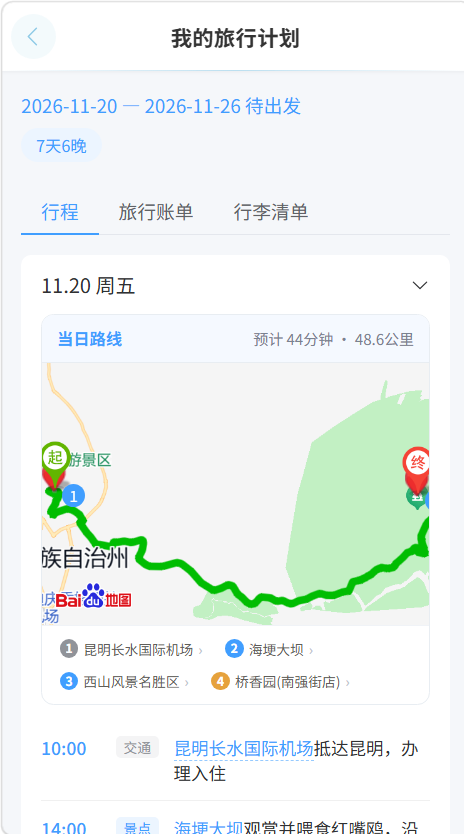 我的旅行计划
2026-11-20 — 2026-11-26 待出发
7天6晚
行程 旅行账单 行李清单
11.20 周五
当日路线 预计 44分钟 · 48.6公里
起
游景区
终
1
族自治州
Bai du 地图
场
1 昆明长水国际机场 › 2 海埂大坝 ›
3 西山风景名胜区 › 4 桥香园(南强街店) ›
10:00 交通 昆明长水国际机场抵达昆明，办
理入住
14:00 景点 海埂大坝观赏并喂食红嘴鸥，沿